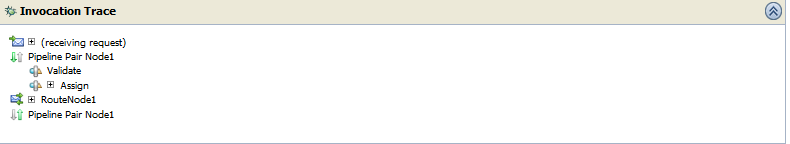 Invocation Trace
(receiving request)
Pipeline Pair Node1
Validate
Assign
RouteNode1
Pipeline Pair Node1